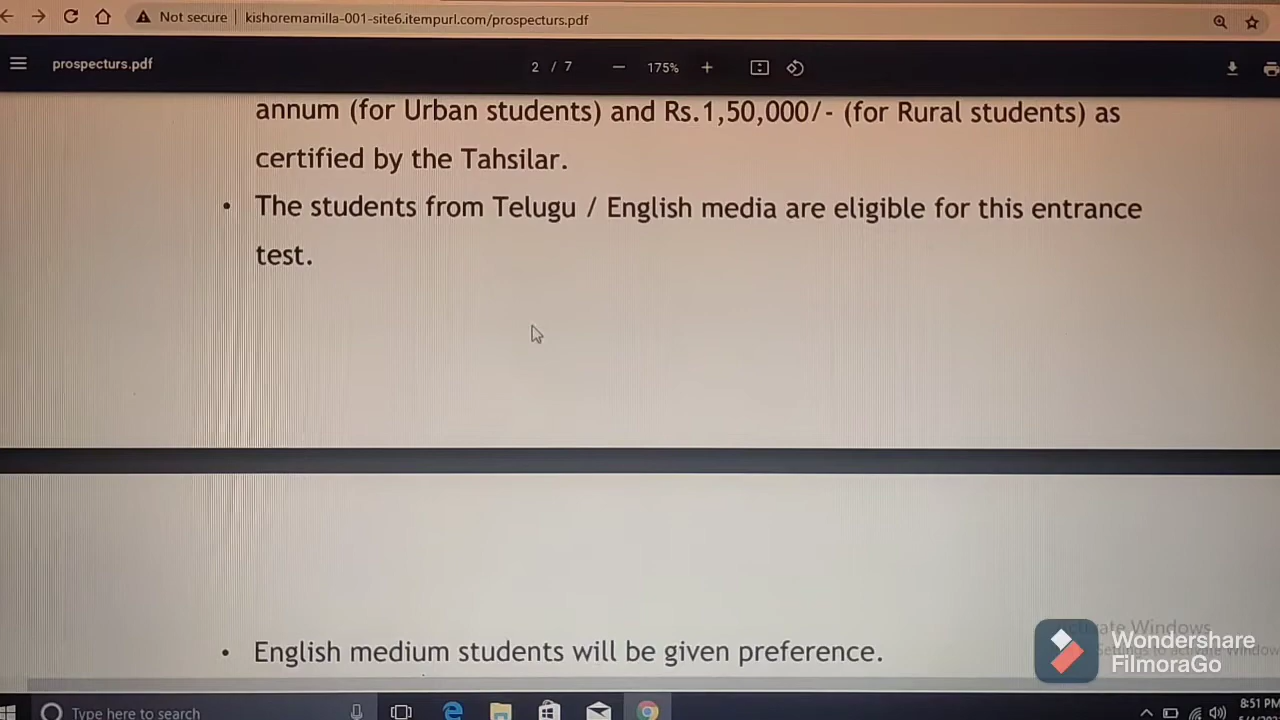 Not secure kishoremamilla-001-site6.itempurl.com/prospecturs.pdf
prospecturs.pdf 2 / 7 175%
annum (for Urban students) and Rs.1,50,000/- (for Rural students) as
certified by the Tahsilar.
• The students from Telugu / English media are eligible for this entrance
test.
• English medium students will be given preference.
Activate Windows
Wondershare
FilmoraGo
Type here to search
8:51 PM